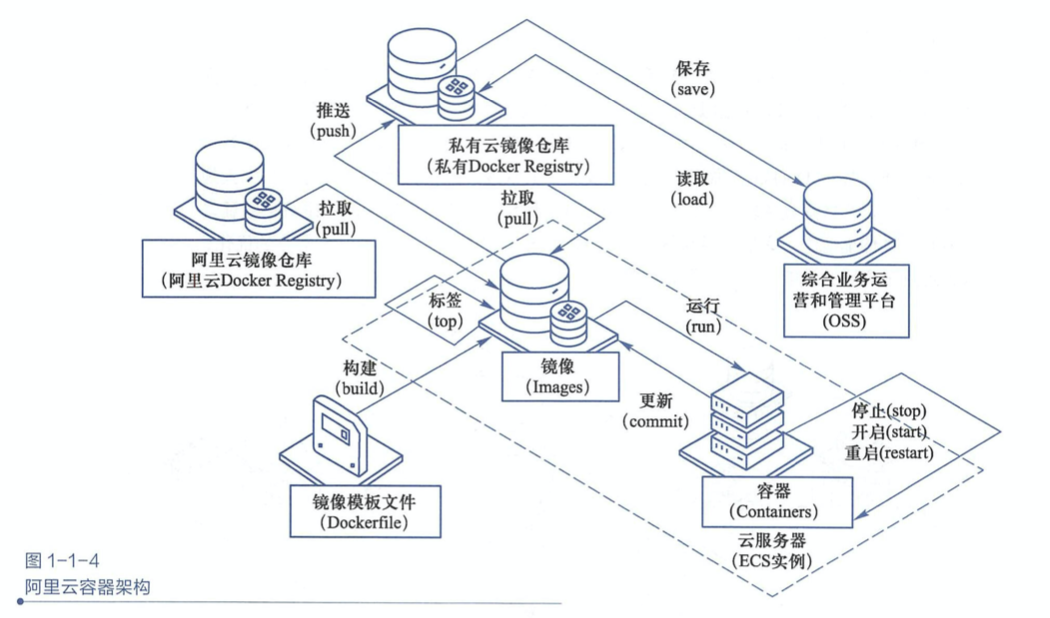 保存
(save)
推送
(push)
私有云镜像仓库
(私有Docker Registry)
读取
(load)
拉取
(pull)
拉取
(pull)
阿里云镜像仓库
(阿里云Docker Registry)
综合业务运
营和管理平台
(OSS)
标签
(top)
运行
(run)
镜像
(Images)
构建
(build)
更新
(commit)
停止(stop)
开启(start)
重启(restart)
镜像模板文件
(Dockerfile)
容器
(Containers)
云服务器
(ECS实例)
图 1-1-4
阿里云容器架构